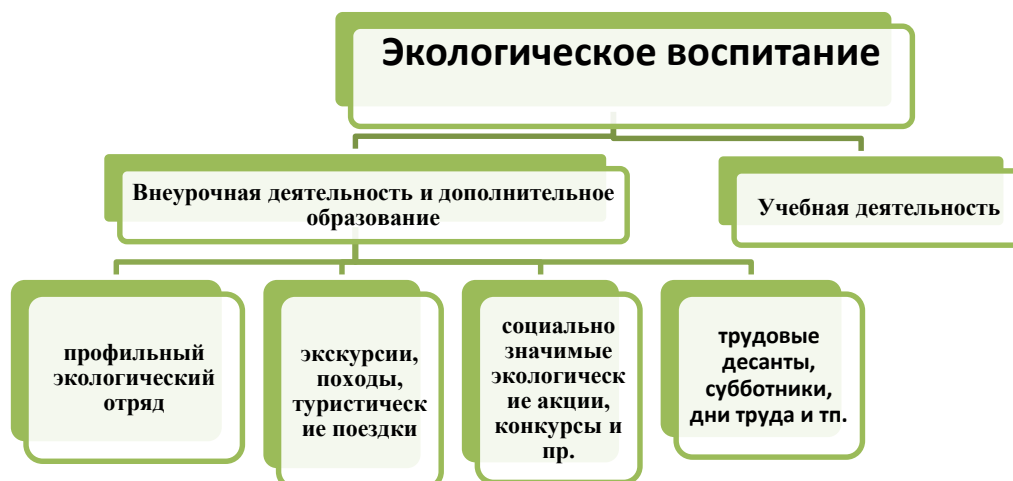 Экологическое воспитание
Внеурочная деятельность и дополнительное
образование
Учебная деятельность
профильный
экологический
отряд
экскурсии,
походы,
туристическ
ие поездки
социально
значимые
экологическ
ие акции,
конкурсы и
пр.
трудовые
десанты,
субботники,
дни труда и тп.